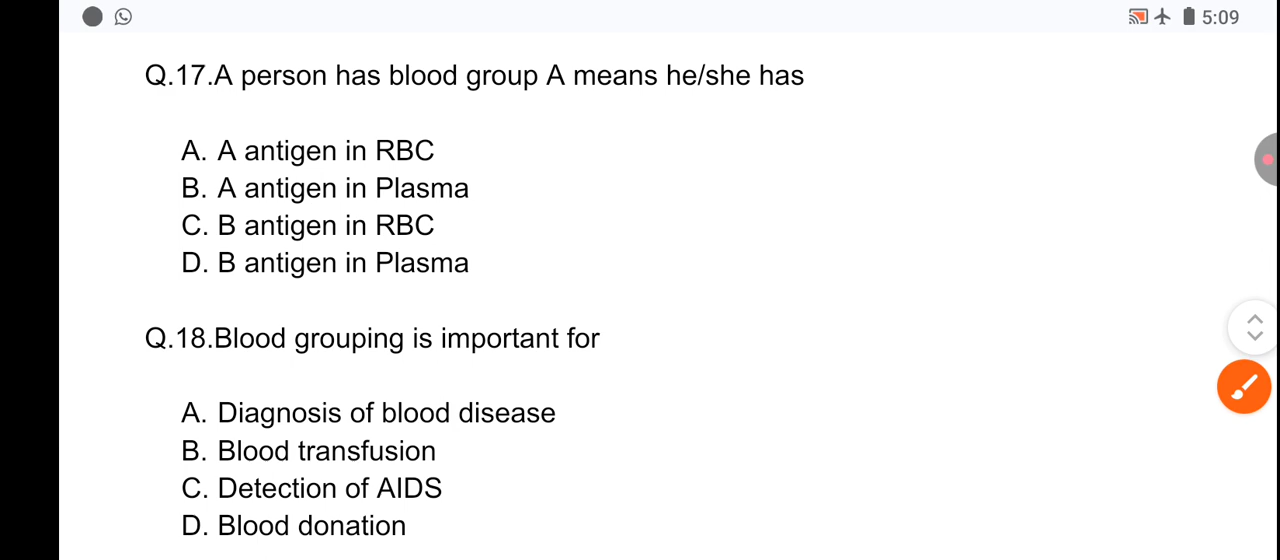 5:09
Q.17.A person has blood group A means he/she has
A. A antigen in RBC
B. A antigen in Plasma
C. B antigen in RBC
D. B antigen in Plasma
Q.18.Blood grouping is important for
A. Diagnosis of blood disease
B. Blood transfusion
C. Detection of AIDS
D. Blood donation